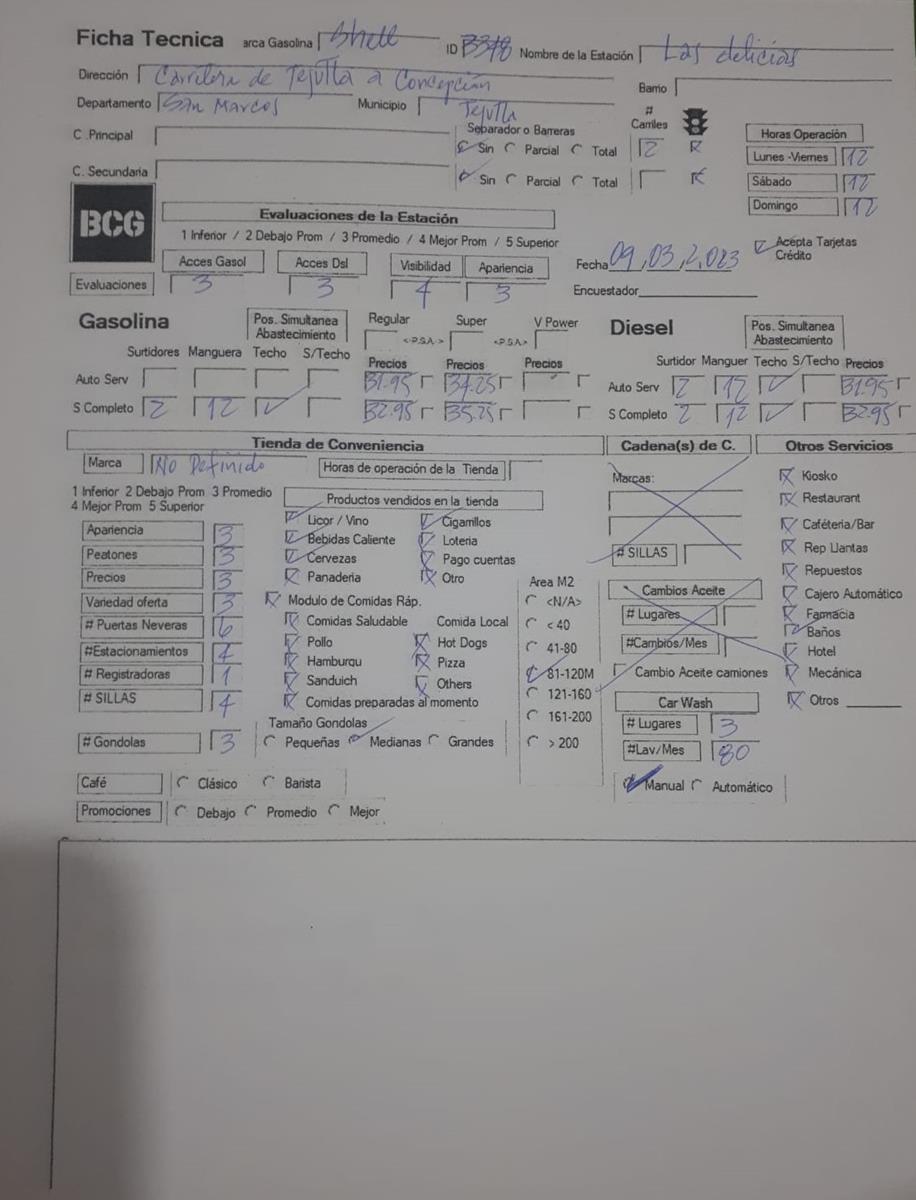 Ficha Tecnica arca Gasolina Shell ID B378 Nombre de la Estación Las delicias
Dirección Carretera de Tejutla a Concepción Barrio
Departamento San Marcos Municipio Tejutla
C .Principal Separador o Barreras Sin Parcial Total # Carriles 2
C. Secundaria Sin Parcial Total
Horas Operación
Lunes -Viernes 12
Sábado 12
Domingo 12
BCG
Evaluaciones de la Estación
1 Inferior / 2 Debajo Prom / 3 Promedio / 4 Mejor Prom / 5 Superior
Acces Gasol Acces Dsl Visibilidad Apariencia
Evaluaciones 3 3 4 3
Fecha 09,03,2,023
Acepta Tarjetas Crédito
Encuestador
Gasolina Pos. Simultanea Abastecimiento Regular Super V Power
<-P.S.A.-> <-P.S.A.->
Surtidores Manguera Techo S/Techo Precios Precios Precios
Auto Serv 31.95 34.25
S Completo 2 12 32.95 35.25
Diesel Pos. Simultanea Abastecimiento
Surtidor Manguer Techo S/Techo Precios
Auto Serv 2 12 31.95
S Completo 2 12 32.95
Tienda de Conveniencia
Marca No Definido Horas de operación de la Tienda
1 Inferior 2 Debajo Prom 3 Promedio
4 Mejor Prom 5 Superior
Apariencia 3
Peatones 3
Precios 3
Variedad oferta 3
# Puertas Neveras 6
#Estacionamientos 4
# Registradoras 1
# SILLAS 4
# Gondolas 3
Productos vendidos en la tienda
Licor / Vino Cigarrillos
Bebidas Caliente Loteria
Cervezas Pago cuentas
Panaderia Otro
Modulo de Comidas Ráp.
Comidas Saludable Comida Local
Pollo Hot Dogs
Hamburqu Pizza
Sanduich Others
Comidas preparadas al momento
Tamaño Gondolas
Pequeñas Medianas Grandes
Area M2
<N/A>
< 40
41-80
81-120M
121-160
161-200
> 200
Café Clásico Barista
Promociones Debajo Promedio Mejor
Cadena(s) de C.
Marcas:
# SILLAS
Cambios Aceite
# Lugares
#Cambios/Mes
Cambio Aceite camiones
Car Wash
# Lugares 3
#Lav/Mes 80
Manual Automático
Otros Servicios
Kiosko
Restaurant
Caféteria/Bar
Rep Llantas
Repuestos
Cajero Automático
Farmacia
Baños
Hotel
Mecánica
Otros